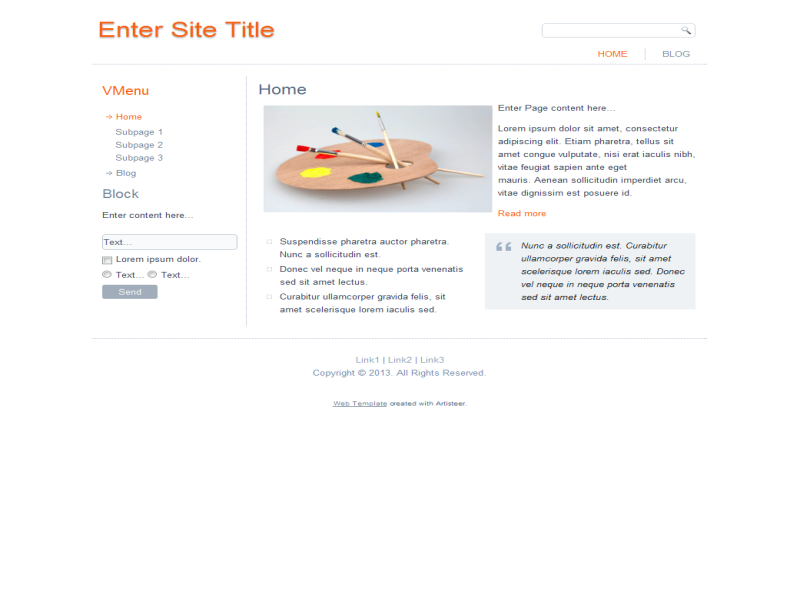 Enter Site Title
HOME
BLOG
VMenu
Home
Subpage 1
Subpage 2
Subpage 3
Blog
Block
Enter content here...
Text...
Lorem ipsum dolor.
Text... Text...
Send
Home
Enter Page content here...
Lorem ipsum dolor sit amet, consectetur
adipiscing elit. Etiam pharetra, tellus sit
amet congue vulputate, nisi erat iaculis nibh,
vitae feugiat sapien ante eget
mauris. Aenean sollicitudin imperdiet arcu,
vitae dignissim est posuere id.
Read more
Suspendisse pharetra auctor pharetra.
Nunc a sollicitudin est.
Donec vel neque in neque porta venenatis
sed sit amet lectus.
Curabitur ullamcorper gravida felis, sit
amet scelerisque lorem iaculis sed.
Nunc a sollicitudin est. Curabitur
ullamcorper gravida felis, sit amet
scelerisque lorem iaculis sed. Donec
vel neque in neque porta venenatis
sed sit amet lectus.
Link1 | Link2 | Link3
Copyright © 2013. All Rights Reserved.
Web Template created with Artisteer.